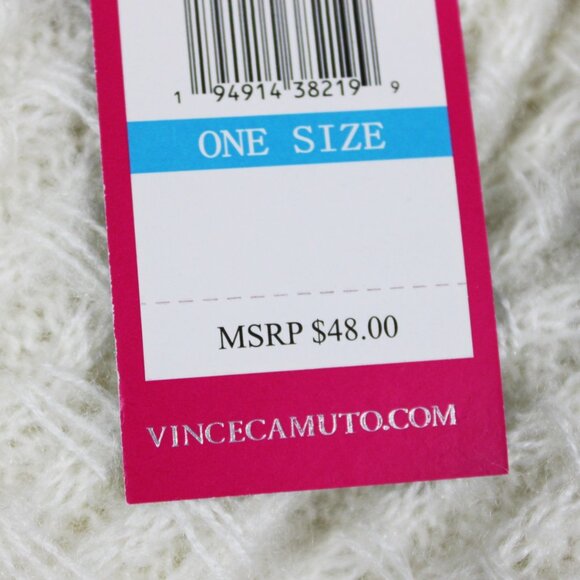 1 94914 38219 9
ONE SIZE
MSRP $48.00
VINCECAMUTO.COM